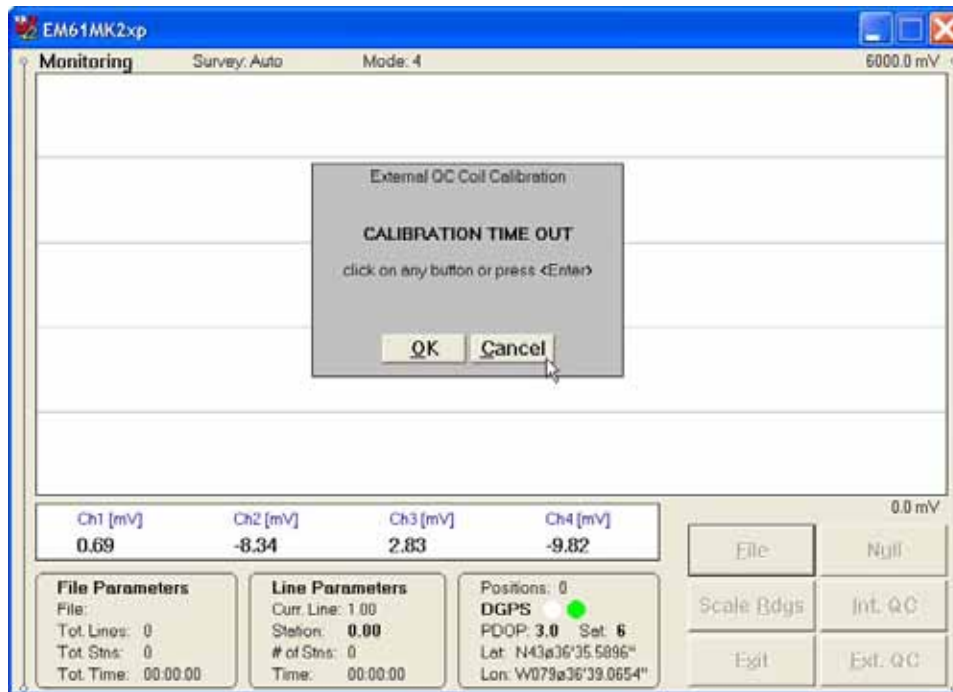 EM61MK2xp
Monitoring Survey: Auto Mode: 4 6000.0 mV
External QC Coil Calibration
CALIBRATION TIME OUT
click on any button or press <Enter>
OK Cancel
0.0 mV
Ch1 [mV] Ch2 [mV] Ch3 [mV] Ch4 [mV]
0.69 -8.34 2.83 -9.82
File Null
Scale Rdgs Int. QC
Exit Ext. QC
File Parameters
File:
Tot. Lines: 0
Tot. Stns: 0
Tot. Time: 00:00:00
Line Parameters
Curr. Line: 1.00
Station: 0.00
# of Stns: 0
Time: 00:00:00
Positions: 0
DGPS
PDOP: 3.0 Sat: 6
Lat: N43ø36'35.5896"
Lon: W079ø36'39.0654"